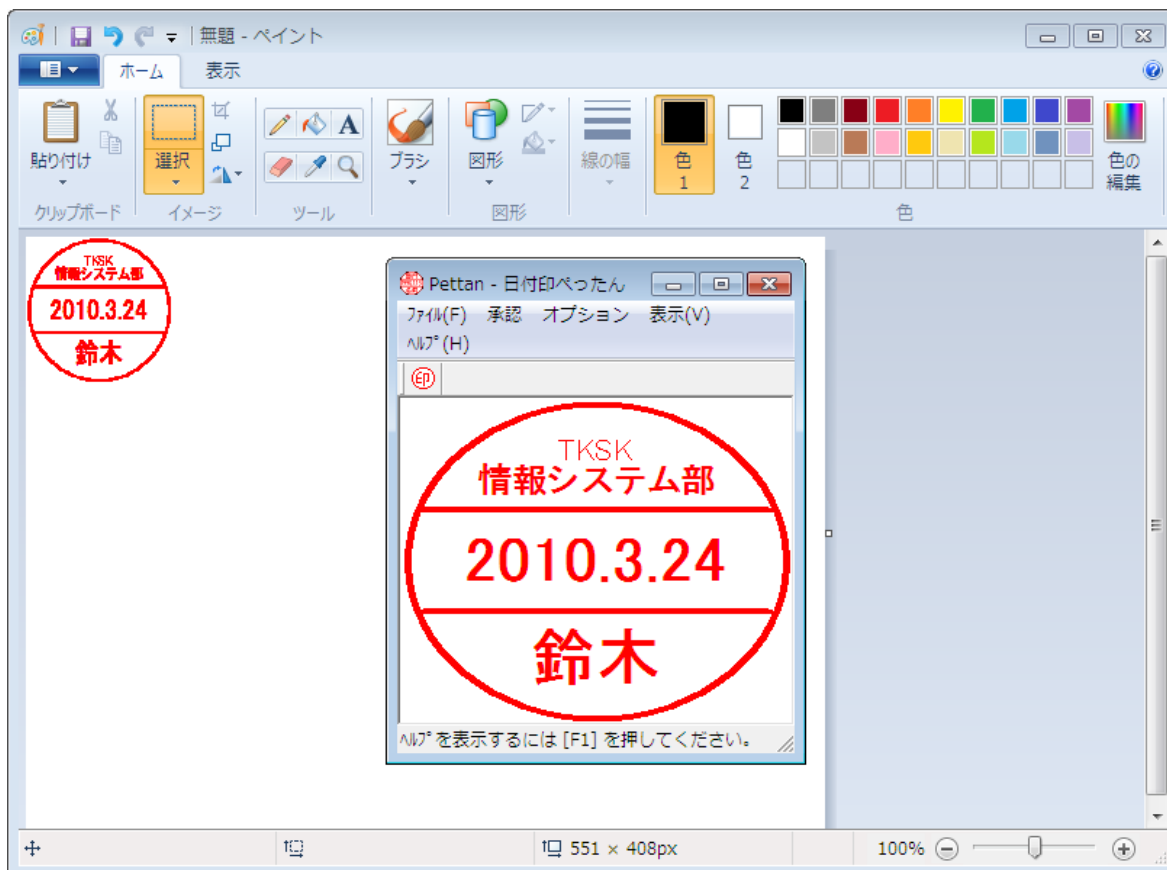 無題 - ペイント
ホーム 表示
貼り付け
選択
A
ブラシ
図形
線の幅
色
1
色
2
色の
編集
クリップボード
イメージ
ツール
図形
色
TKSK
情報システム部
2010.3.24
鈴木
Pettan - 日付印ぺったん
ファイル(F) 承認 オプション 表示(V)
ヘルプ(H)
印
TKSK
情報システム部
2010.3.24
鈴木
ヘルプを表示するには [F1] を押してください。
551 × 408px
100%